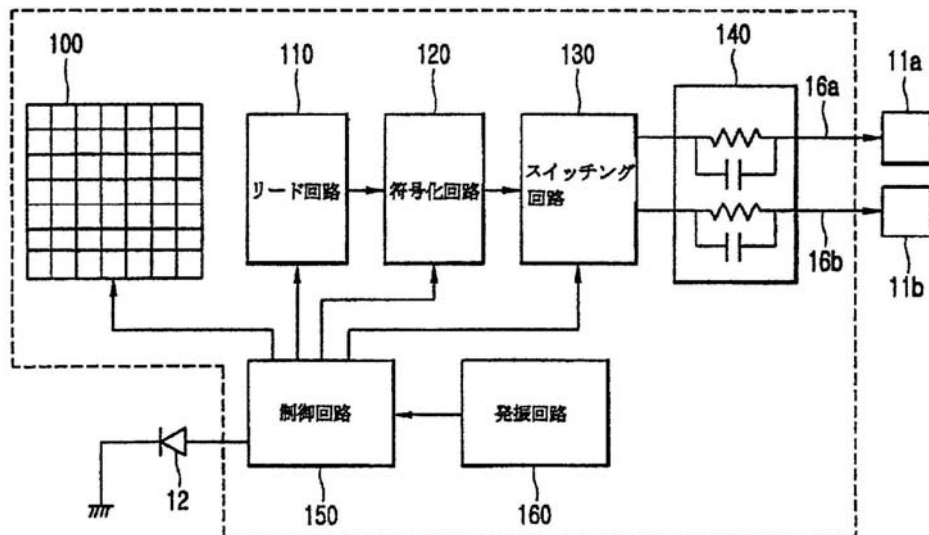 100
110
120
130
140
11a
16a
リード回路
符号化回路
スイッチング
回路
16b
11b
制御回路
発振回路
12
150
160